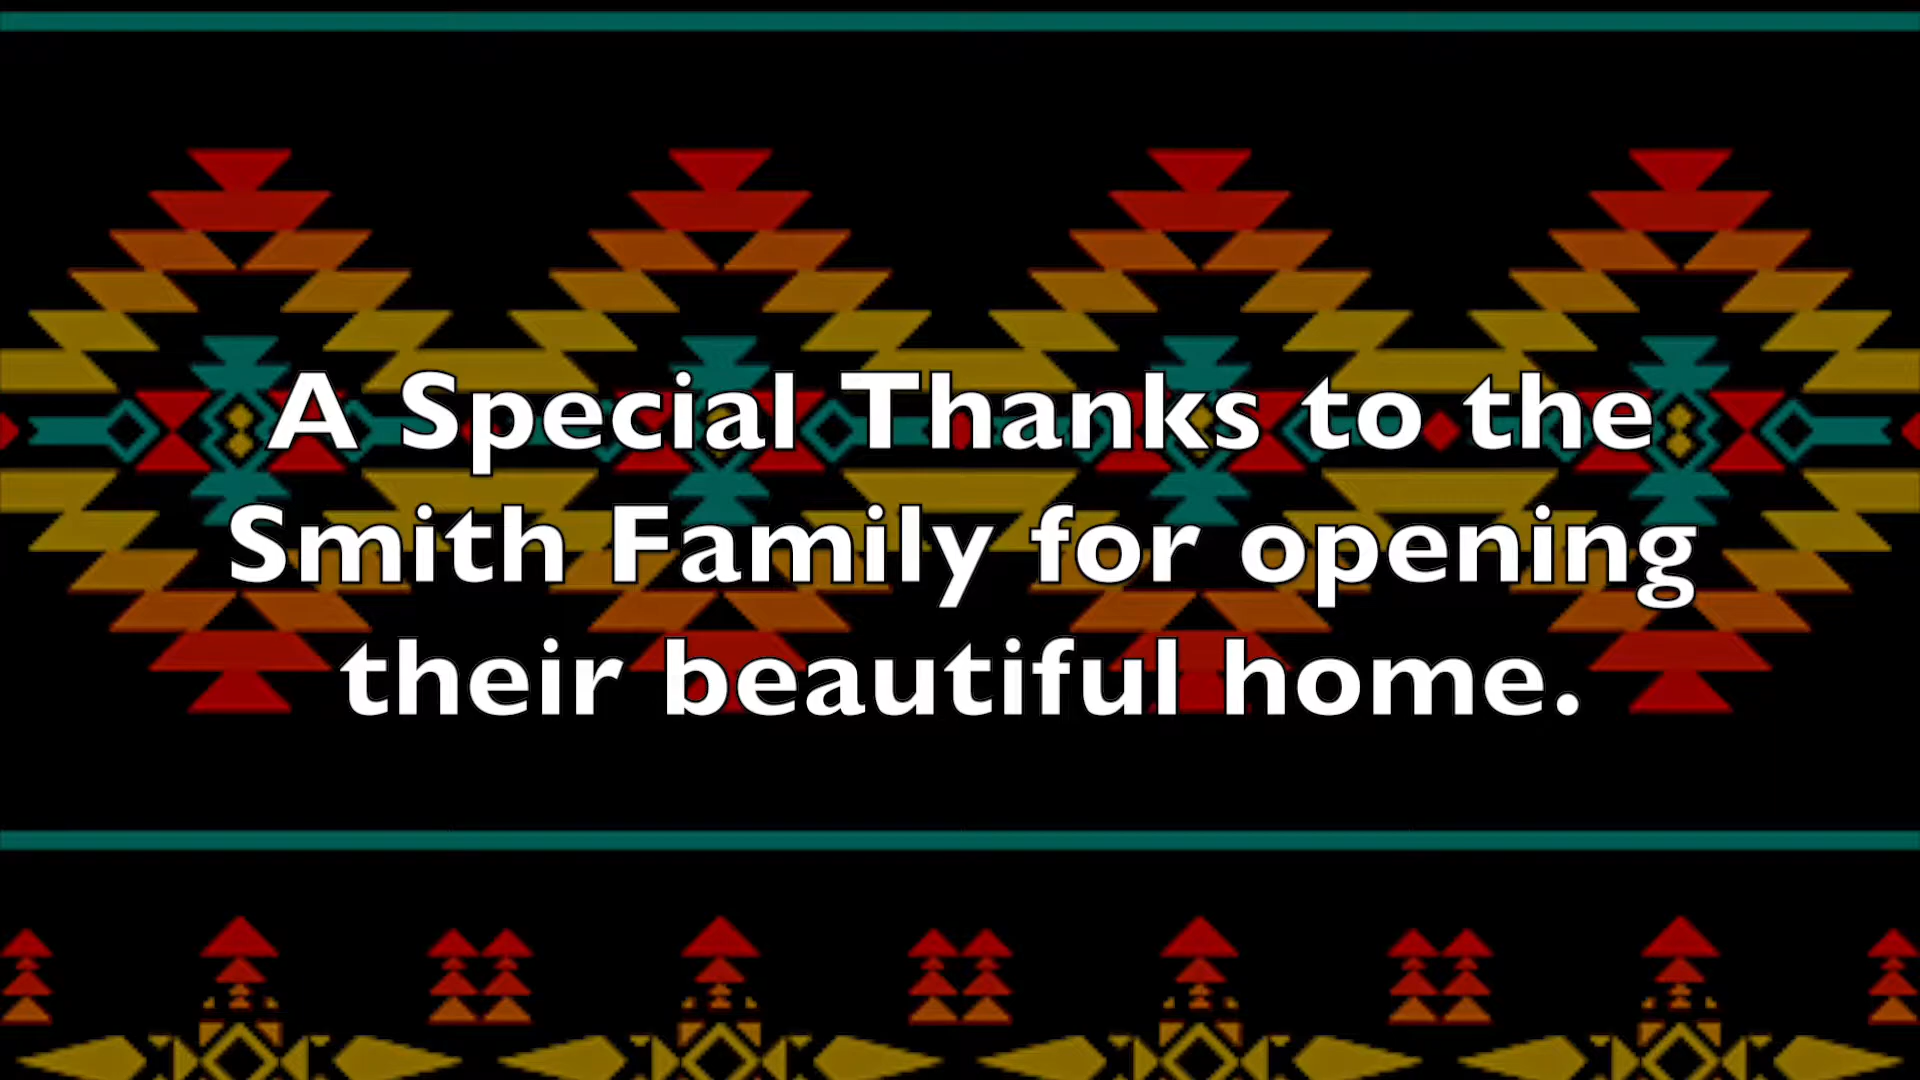 A Special Thanks to the
Smith Family for opening
their beautiful home.